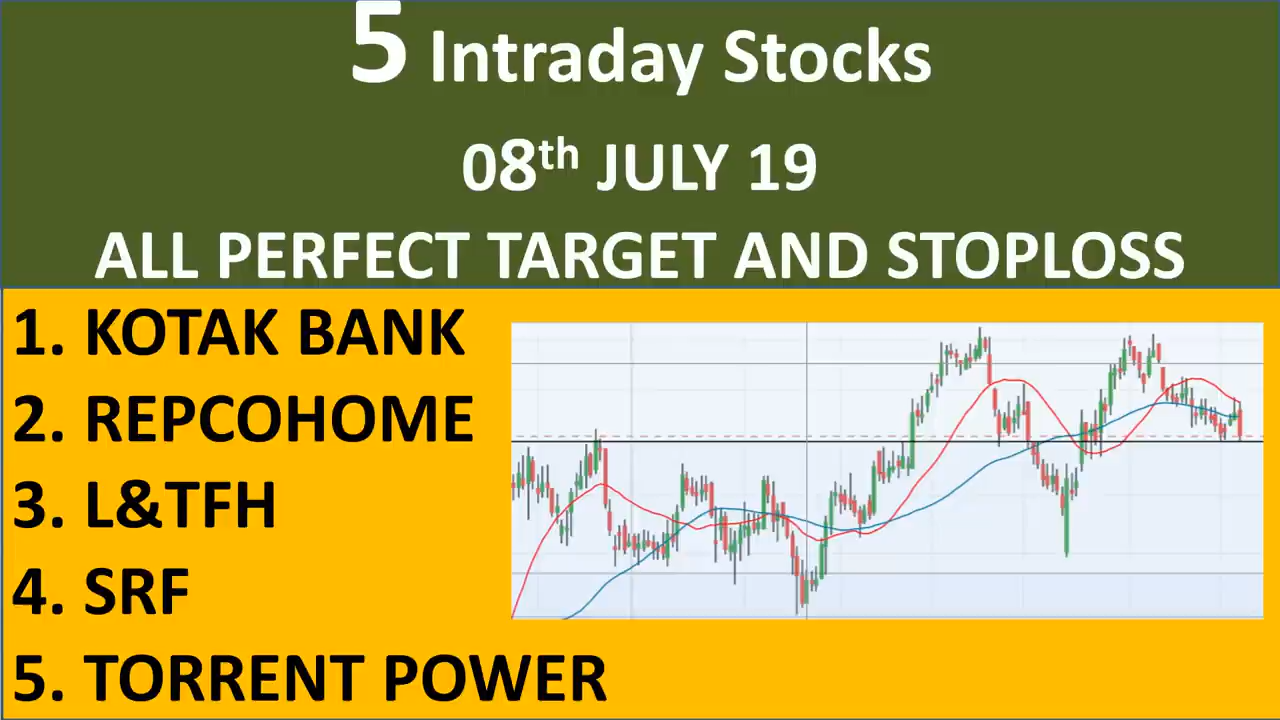 5 Intraday Stocks
08th JULY 19
ALL PERFECT TARGET AND STOPLOSS
1. KOTAK BANK
2. REPCOHOME
3. L&TFH
4. SRF
5. TORRENT POWER